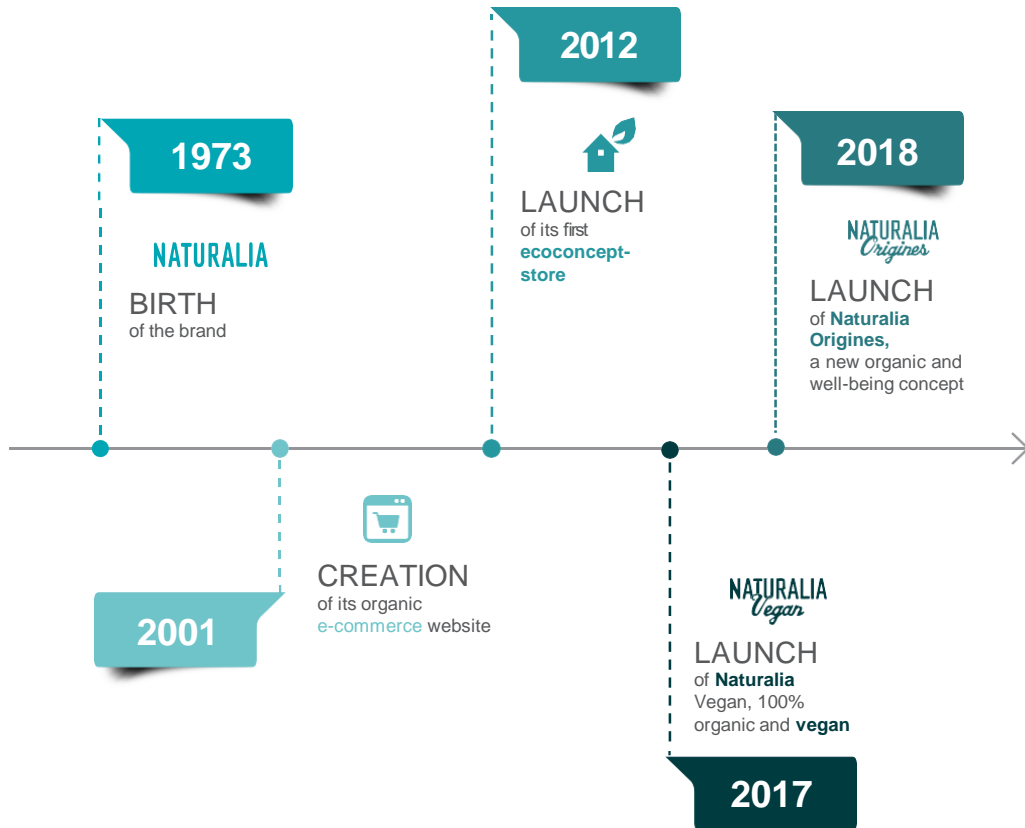 1973
NATURALIA
BIRTH
of the brand
2001
CREATION
of its organic
e-commerce website
2012
LAUNCH
of its first
ecoconcept-
store
2017
NATURALIA
Vegan
LAUNCH
of Naturalia
Vegan, 100%
organic and vegan
2018
NATURALIA
Origines
LAUNCH
of Naturalia
Origines,
a new organic and
well-being concept